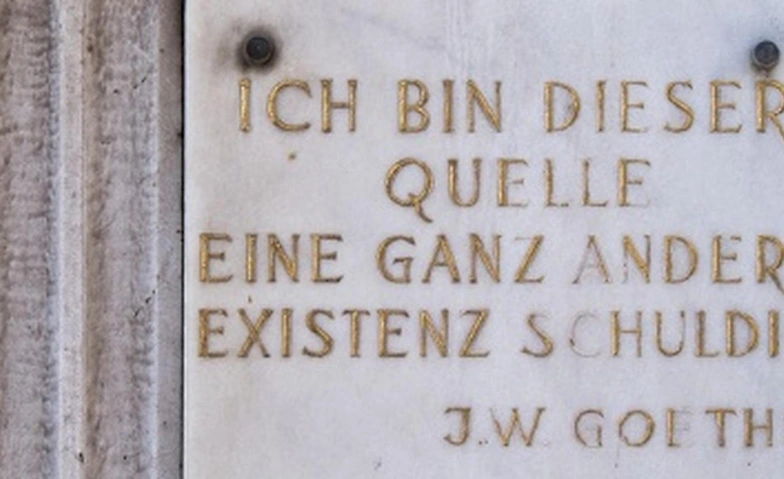 ICH BIN DIESER
QUELLE
EINE GANZ ANDER
EXISTENZ SCHULDI
J.W GOETH